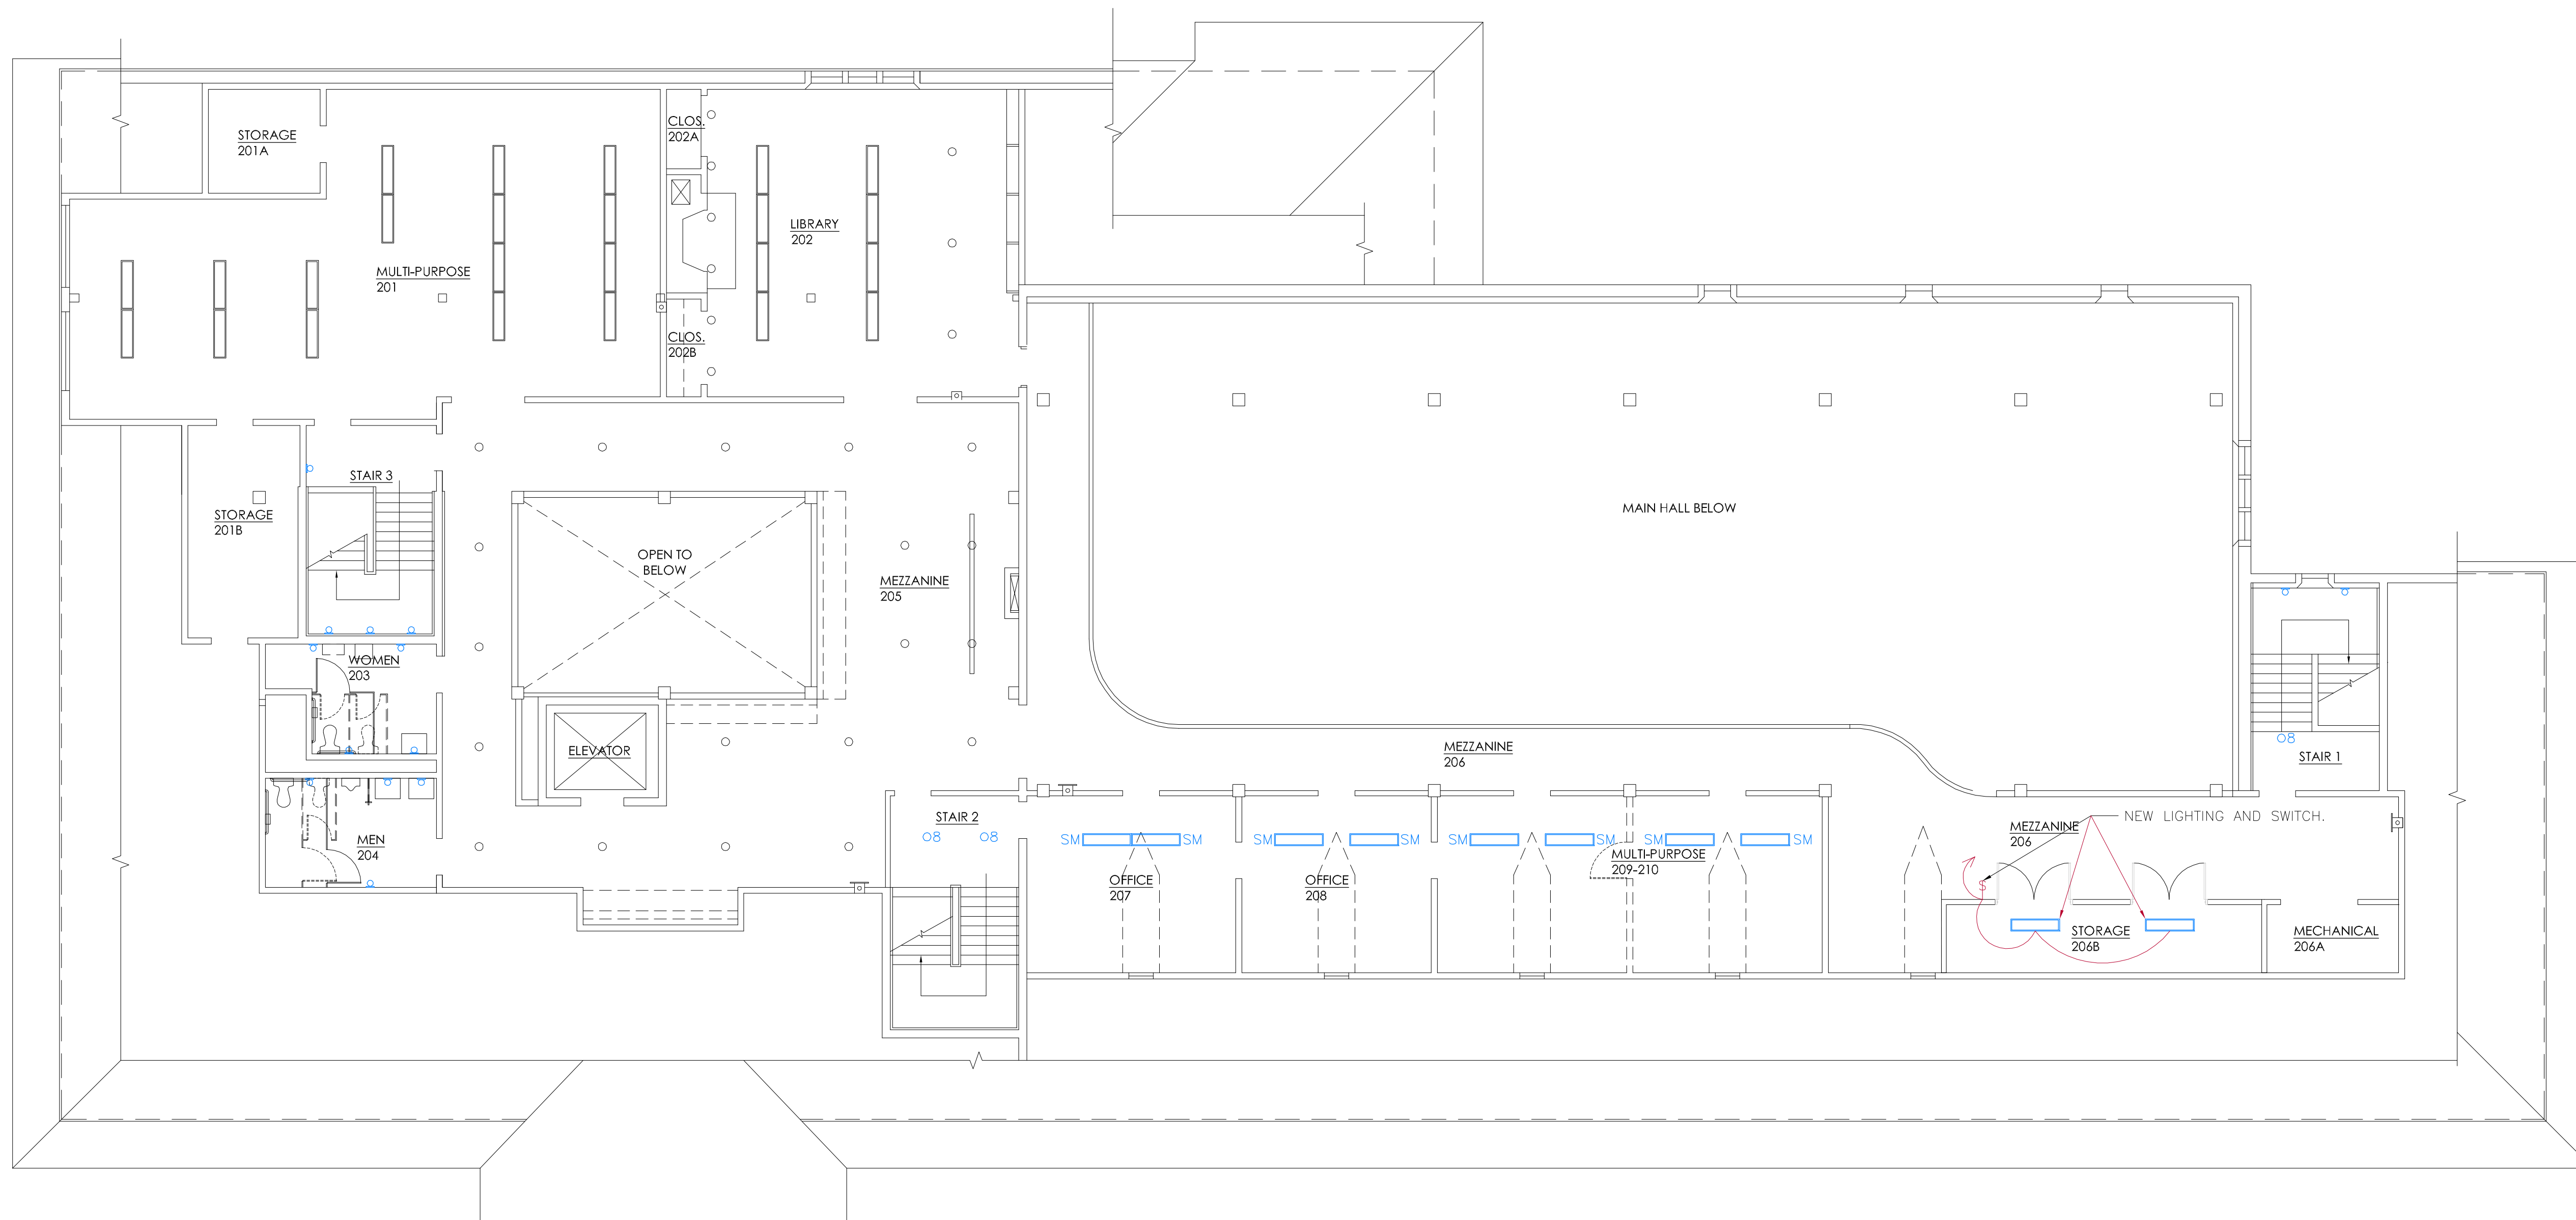 STORAGE
201A
CLOS.
202A
LIBRARY
202
MULTI-PURPOSE
201
CLOS.
202B
STAIR 3
STORAGE
201B
MAIN HALL BELOW
OPEN TO
BELOW
MEZZANINE
205
WOMEN
203
ELEVATOR
MEZZANINE
206
8
STAIR 1
STAIR 2
8
8
MEN
204
SM
SM
SM
SM
SM
SM
SM
SM
OFFICE
207
OFFICE
208
MULTI-PURPOSE
209-210
NEW LIGHTING AND SWITCH.
MEZZANINE
206
S
STORAGE
206B
MECHANICAL
206A